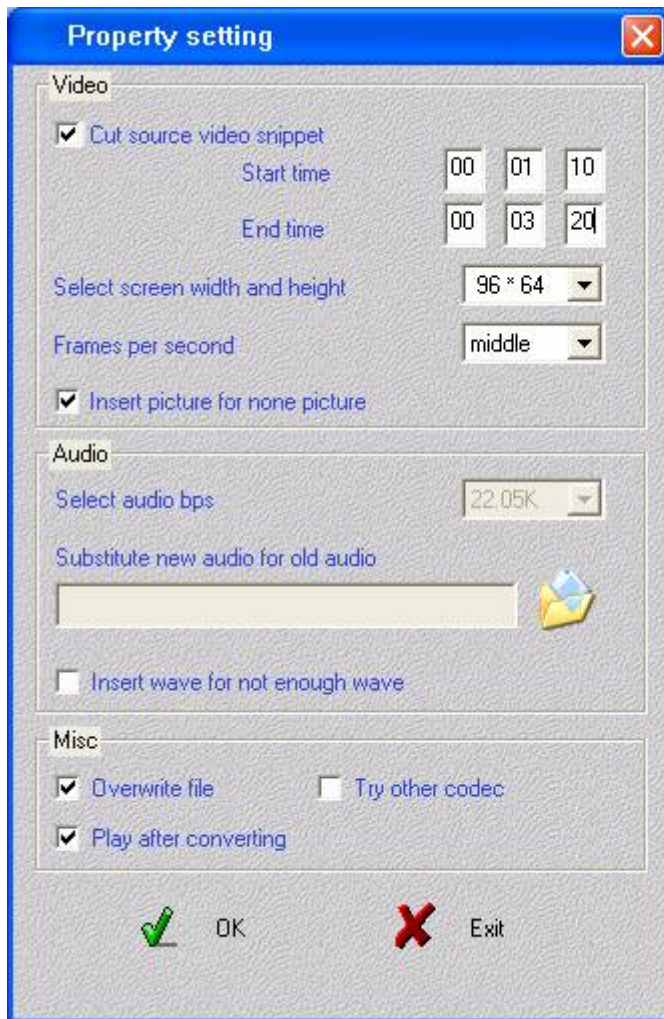 Property setting
Video
Cut source video snippet
Start time 00 01 10
End time 00 03 20
Select screen width and height 96 * 64
Frames per second middle
Insert picture for none picture
Audio
Select audio bps 22.05K
Substitute new audio for old audio
Insert wave for not enough wave
Misc
Overwrite file Try other codec
Play after converting
OK Exit